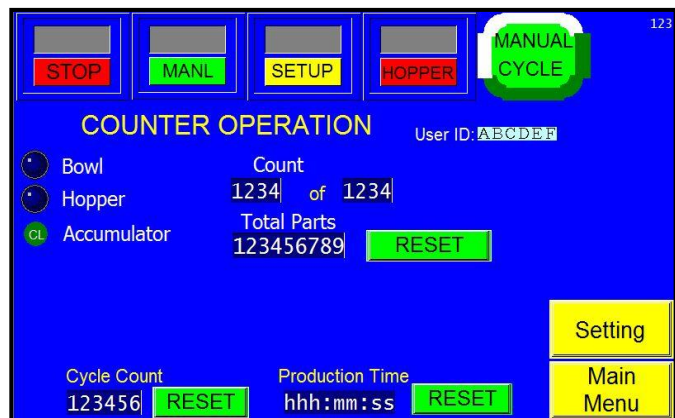 123
STOP MANL SETUP HOPPER MANUAL CYCLE
COUNTER OPERATION
User ID: ABCDEF
Bowl
Count
Hopper
1234 of 1234
CL Accumulator
Total Parts
123456789 RESET
Setting
Cycle Count
Production Time
Main Menu
123456 RESET
hhh:mm:ss RESET